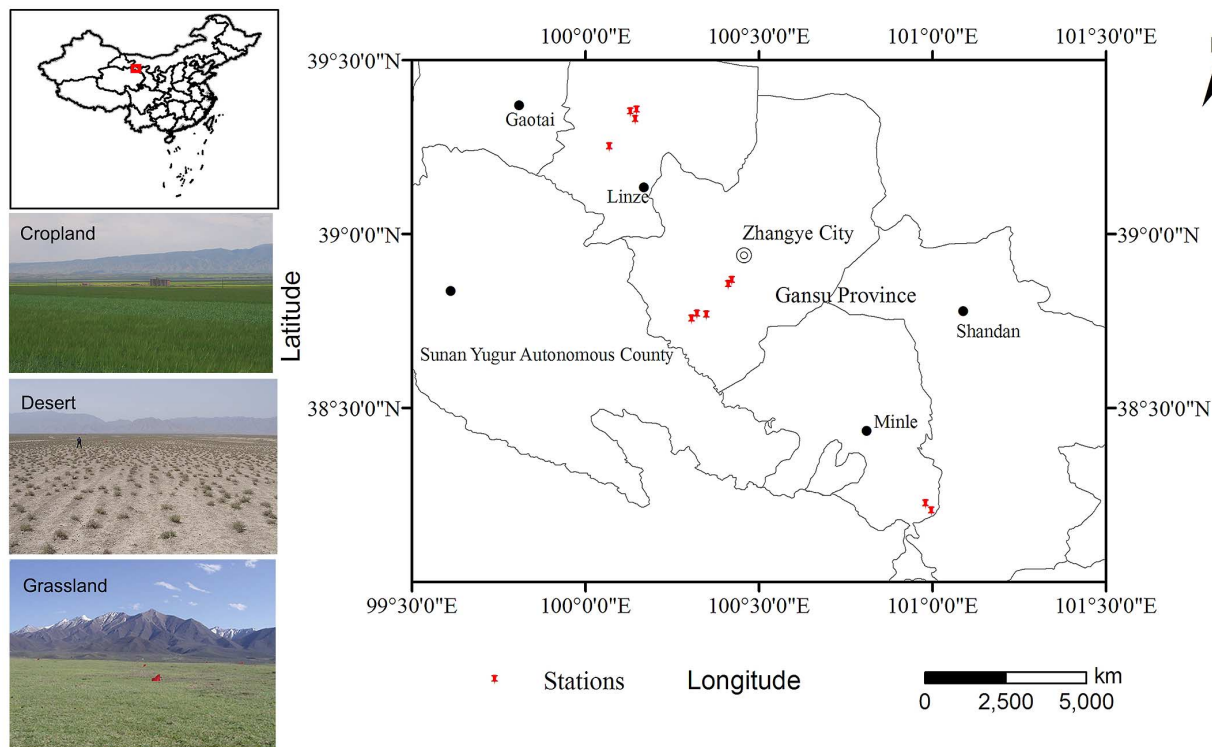 Cropland
Desert
Grassland
100°0'0"E
100°30'0"E
101°0'0"E
101°30'0"E
39°30'0"N
39°30'0"N
Gaotai
Linze
39°0'0"N
Zhangye City
39°0'0"N
Latitude
Gansu Province
Shandan
Sunan Yugur Autonomous County
38°30'0"N
Minle
38°30'0"N
100°0'0"E
100°30'0"E
101°0'0"E
101°30'0"E
Stations
Longitude
km
0
2,500
5,000